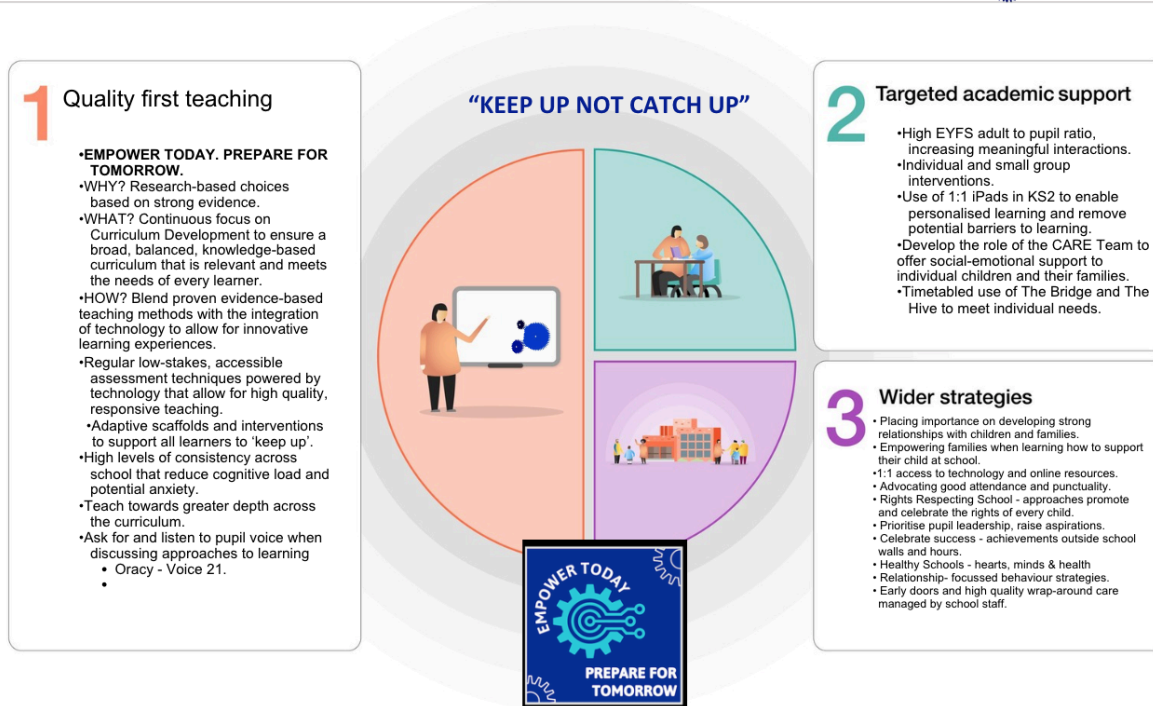 1 Quality first teaching
•EMPOWER TODAY. PREPARE FOR
TOMORROW.
•WHY? Research-based choices
based on strong evidence.
•WHAT? Continuous focus on
Curriculum Development to ensure a
broad, balanced, knowledge-based
curriculum that is relevant and meets
the needs of every learner.
•HOW? Blend proven evidence-based
teaching methods with the integration
of technology to allow for innovative
learning experiences.
•Regular low-stakes, accessible
assessment techniques powered by
technology that allow for high quality,
responsive teaching.
•Adaptive scaffolds and interventions
to support all learners to ‘keep up’.
•High levels of consistency across
school that reduce cognitive load and
potential anxiety.
•Teach towards greater depth across
the curriculum.
•Ask for and listen to pupil voice when
discussing approaches to learning
• Oracy - Voice 21.
•
“KEEP UP NOT CATCH UP”
EMPOWER TODAY
PREPARE FOR
TOMORROW
2 Targeted academic support
•High EYFS adult to pupil ratio,
increasing meaningful interactions.
•Individual and small group
interventions.
•Use of 1:1 iPads in KS2 to enable
personalised learning and remove
potential barriers to learning.
•Develop the role of the CARE Team to
offer social-emotional support to
individual children and their families.
•Timetabled use of The Bridge and The
Hive to meet individual needs.
3 Wider strategies
• Placing importance on developing strong
relationships with children and families.
• Empowering families when learning how to support
their child at school.
•1:1 access to technology and online resources.
• Advocating good attendance and punctuality.
• Rights Respecting School - approaches promote
and celebrate the rights of every child.
• Prioritise pupil leadership, raise aspirations.
• Celebrate success - achievements outside school
walls and hours.
• Healthy Schools - hearts, minds & health
• Relationship- focussed behaviour strategies.
• Early doors and high quality wrap-around care
managed by school staff.